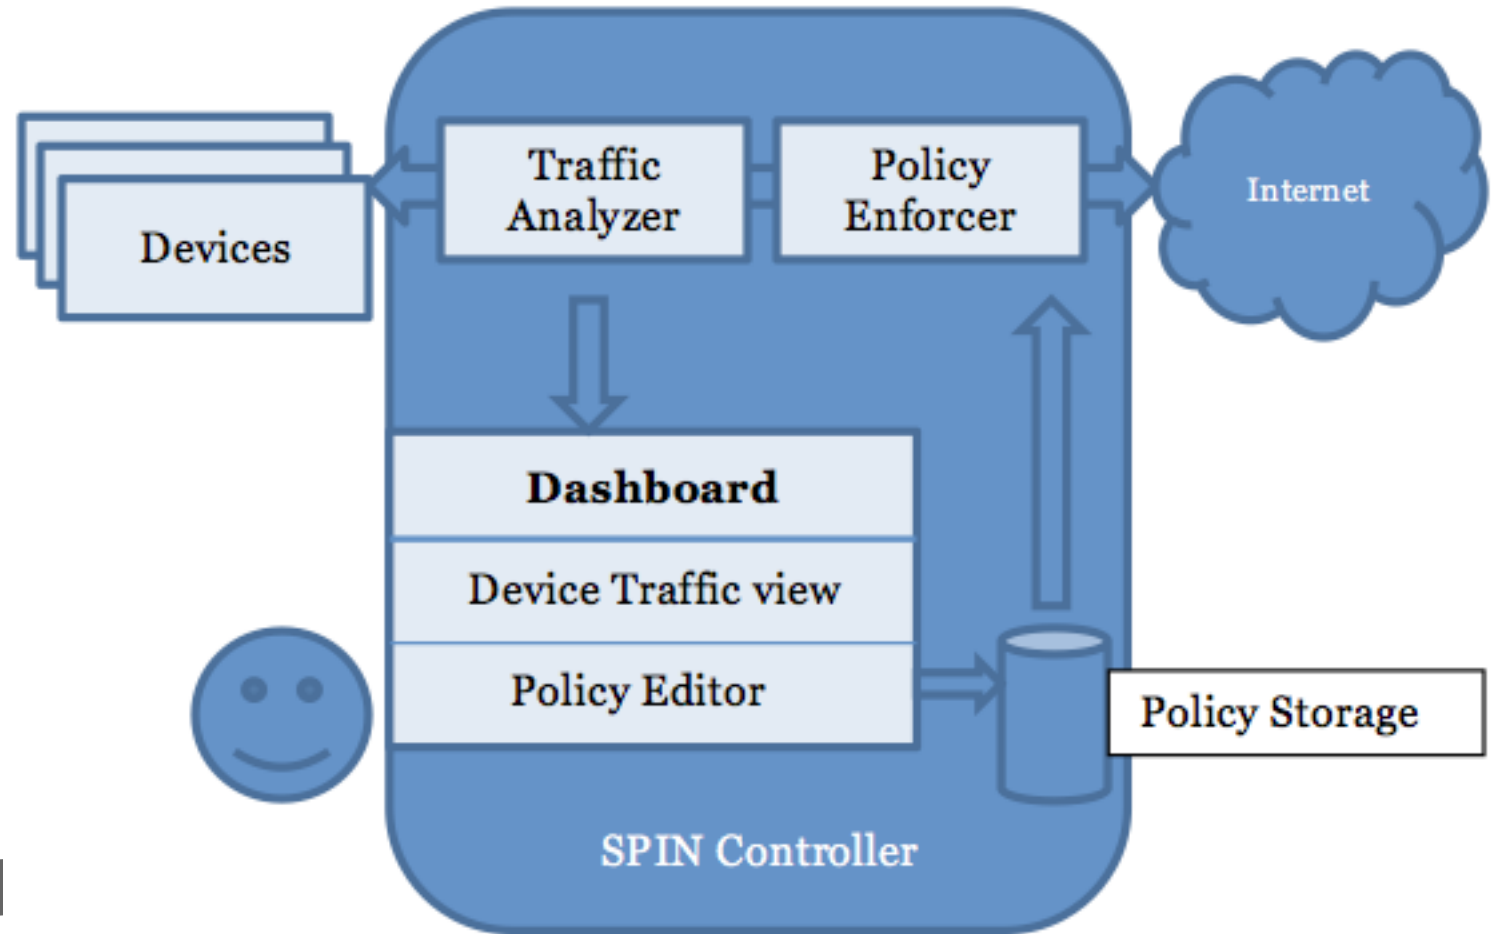 Traffic
Analyzer
Policy
Enforcer
Internet
Devices
Dashboard
Device Traffic view
Policy Editor
Policy Storage
SPIN Controller